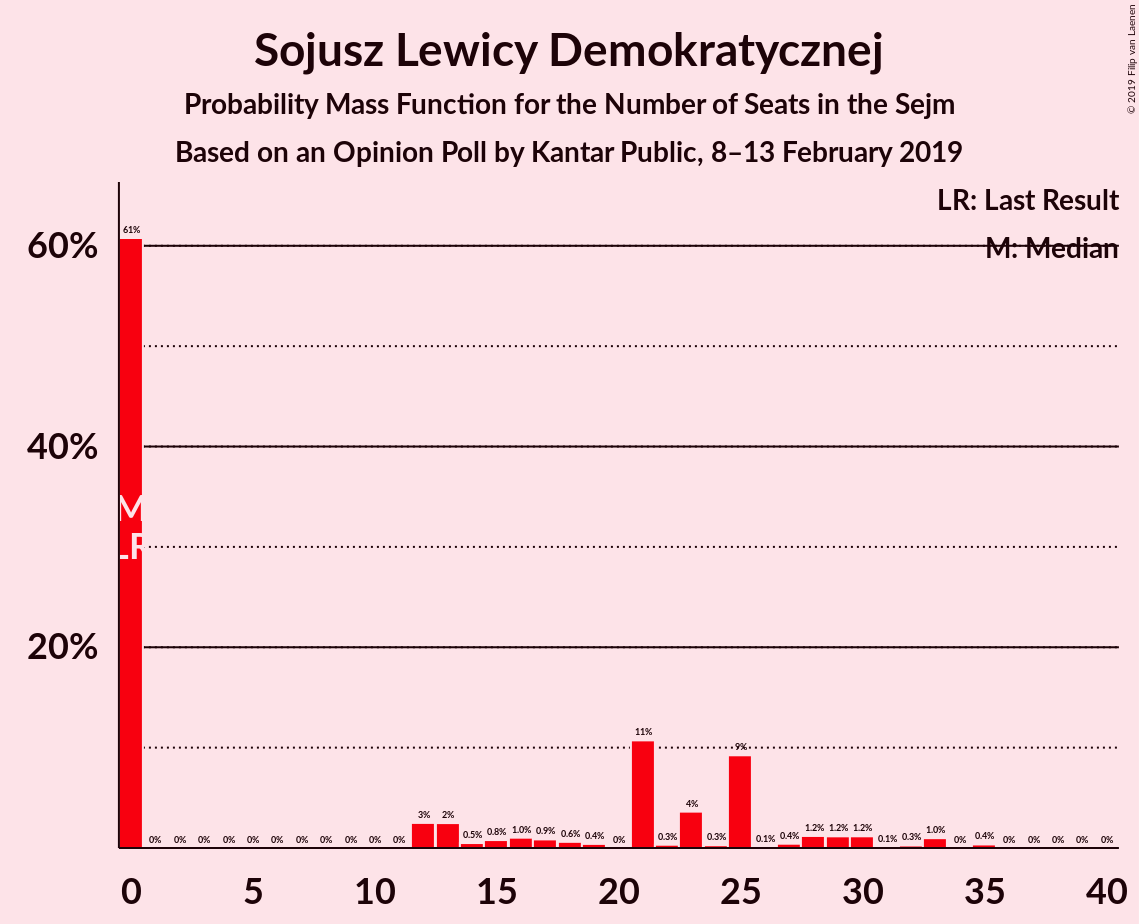 Sojusz Lewicy Demokratycznej
Probability Mass Function for the Number of Seats in the Sejm
Based on an Opinion Poll by Kantar Public, 8–13 February 2019
© 2019 Filip van Laenen
LR: Last Result
M: Median
60%
40%
20%
61%
M
LR
0% 0% 0% 0% 0% 0% 0% 0% 0% 0% 0% 3% 2% 0.5% 0.8% 1.0% 0.9% 0.6% 0.4% 0% 11% 0.3% 4% 0.3% 9% 0.1% 0.4% 1.2% 1.2% 1.2% 0.1% 0.3% 1.0% 0% 0.4% 0% 0% 0% 0% 0%
0 5 10 15 20 25 30 35 40